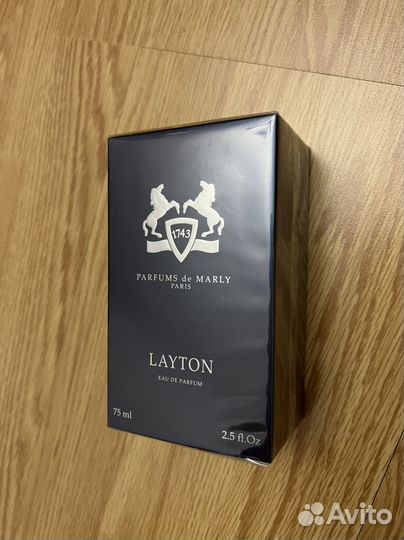 1743
PARFUMS de MARLY
PARIS
LAYTON
EAU DE PARFUM
75 ml
2.5 fl.Oz
Avito